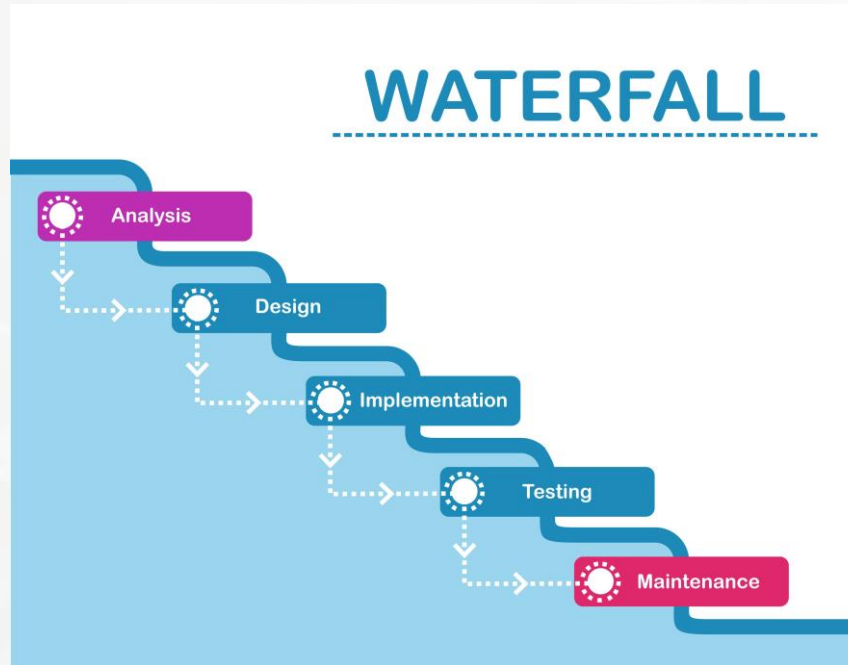 WATERFALL
Analysis
Design
Implementation
Testing
Maintenance